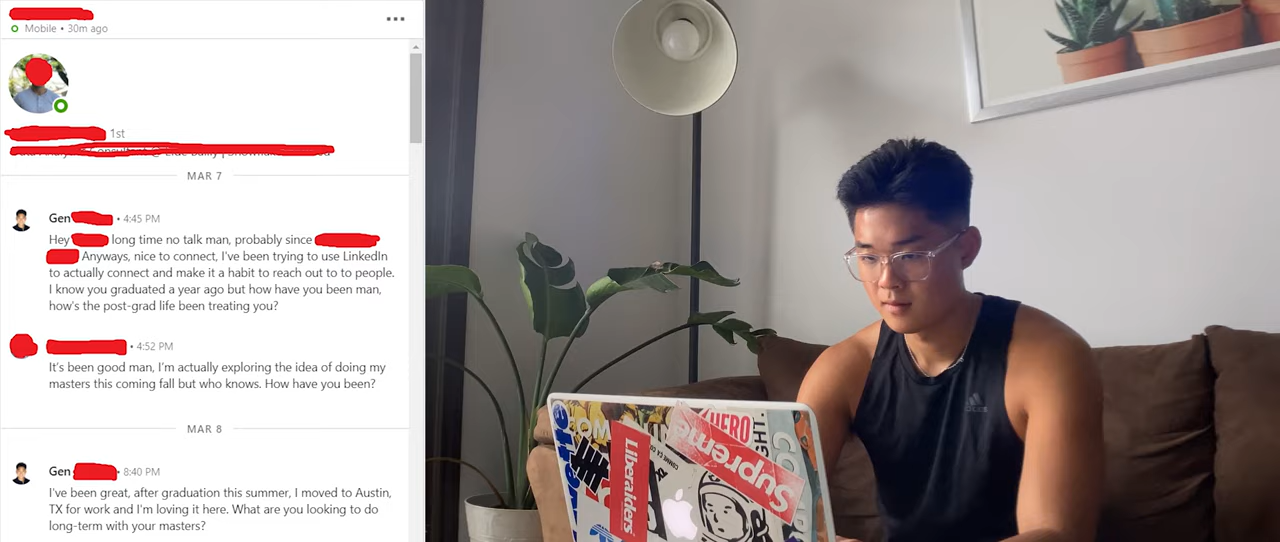 Mobile • 30m ago
1st
MAR 7
Gen • 4:45 PM
Hey long time no talk man, probably since
Anyways, nice to connect, I've been trying to use LinkedIn
to actually connect and make it a habit to reach out to to people.
I know you graduated a year ago but how have you been man,
how's the post-grad life been treating you?
• 4:52 PM
It's been good man, I'm actually exploring the idea of doing my
masters this coming fall but who knows. How have you been?
MAR 8
Gen • 8:40 PM
I've been great, after graduation this summer, I moved to Austin,
TX for work and I'm loving it here. What are you looking to do
long-term with your masters?
adidas
HERO
Supreme
Liberaiders
COMME CA